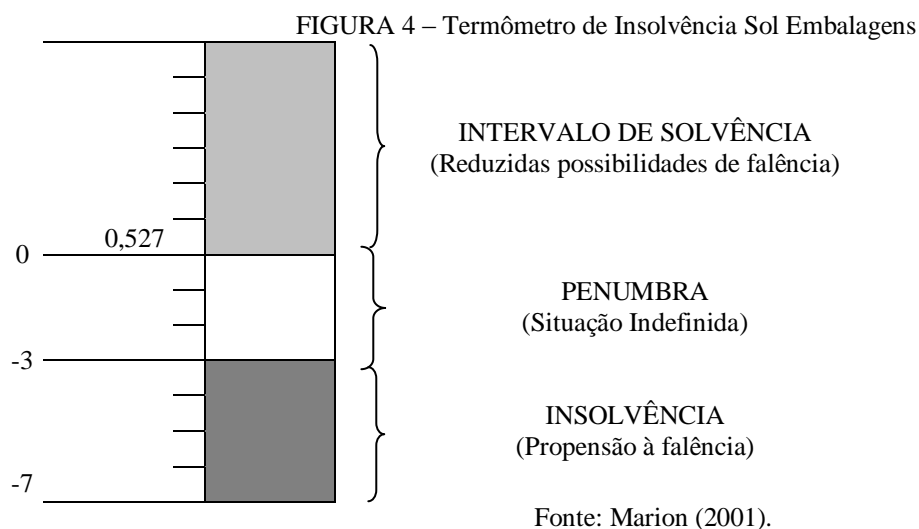 FIGURA 4 – Termômetro de Insolvência Sol Embalagens
INTERVALO DE SOLVÊNCIA
(Reduzidas possibilidades de falência)
0,527
0
PENUMBRA
(Situação Indefinida)
-3
INSOLVÊNCIA
(Propensão à falência)
-7
Fonte: Marion (2001).